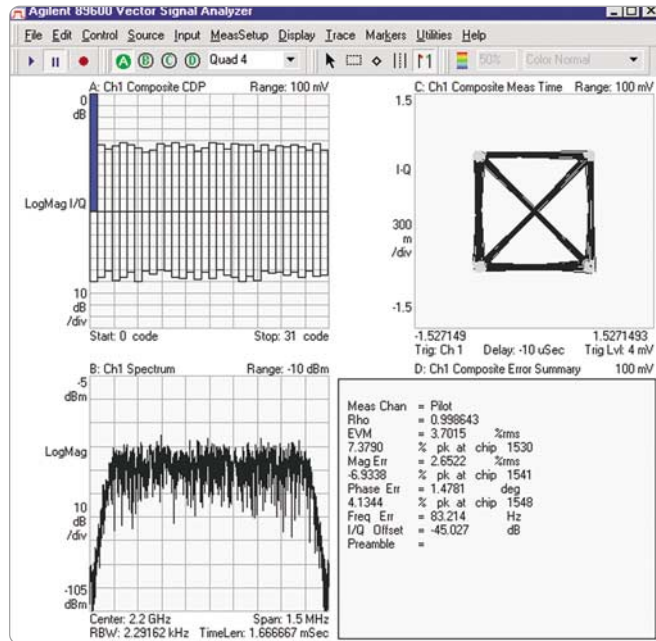 Agilent 89600 Vector Signal Analyzer
File Edit Control Source Input MeasSetup Display Trace Markers Utilities Help
A B C D Quad 4 50% Color Normal
A: Ch1 Composite CDP Range: 100 mV
0
dB
LogMag I/Q
10
dB
/div
Start: 0 code Stop: 31 code
C: Ch1 Composite Meas Time Range: 100 mV
1.5
I-Q
300
m
/div
-1.5
-1.527149 1.5271493
Trig: Ch 1 Delay: -10 uSec Trig Lvl: 4 mV
B: Ch1 Spectrum Range: -10 dBm
-5
dBm
LogMag
10
dB
/div
-105
dBm
Center: 2.2 GHz Span: 1.5 MHz
RBW: 2.29162 kHz TimeLen: 1.666667 mSec
D: Ch1 Composite Error Summary 100 mV
Meas Chan = Pilot
Rho = 0.998643
EVM = 3.7015 %rms
7.3790 % pk at chip 1530
Mag Err = 2.6522 %rms
-6.9338 % pk at chip 1541
Phase Err = 1.4781 deg
4.1344 % pk at chip 1548
Freq Err = 83.214 Hz
I/Q Offset = -45.027 dB
Preamble =